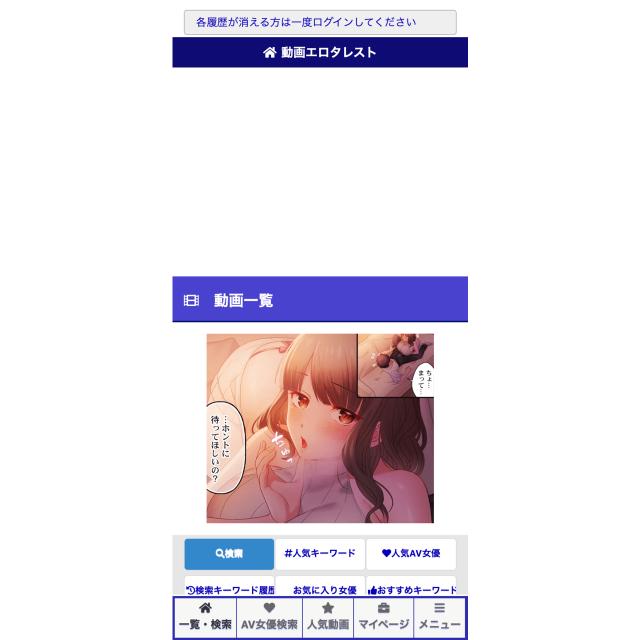 各履歴が消える方は一度ログインしてください
動画エロタレスト
動画一覧
ちょ…
まって…
…ホントに
待ってほしいの?
ちゅっ
検索
#人気キーワード
人気AV女優
検索キーワード履歴
お気に入り女優
おすすめキーワード
一覧・検索
AV女優検索
人気動画
マイページ
メニュー